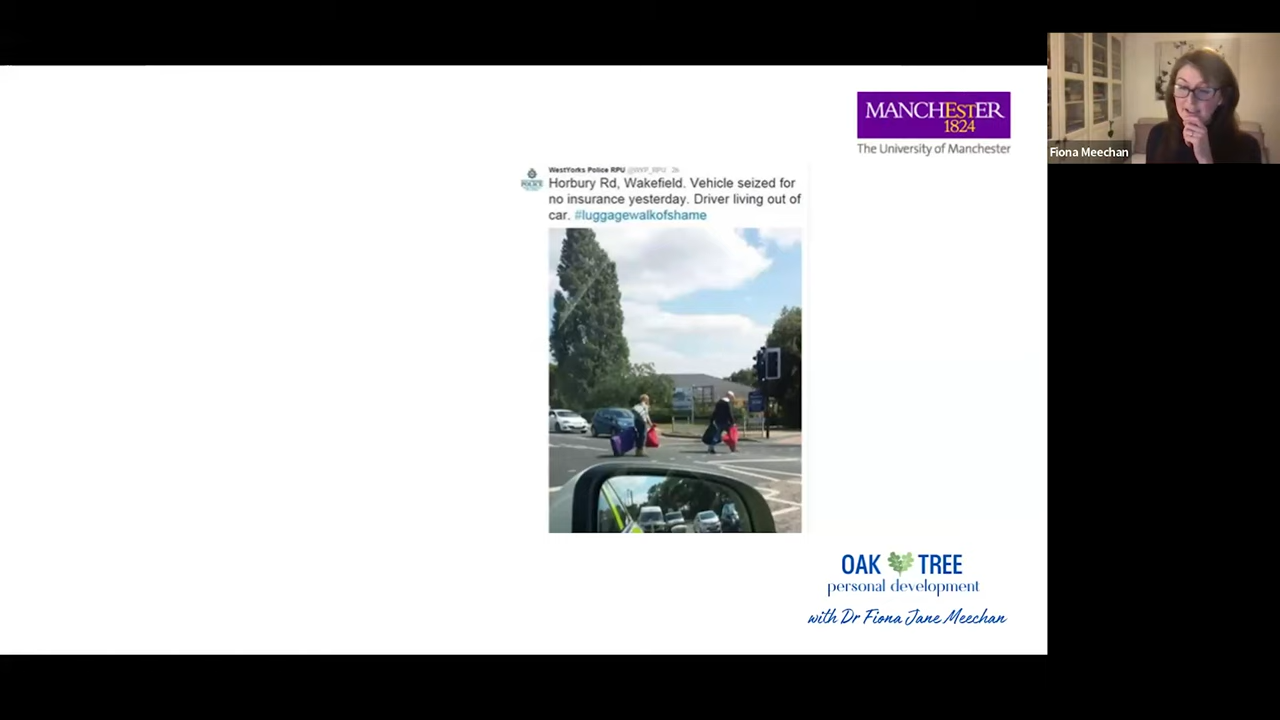 MANCHESTER
1824
The University of Manchester
Fiona Meechan
WestYorks Police RPU @WYP_RPU
Horbury Rd, Wakefield. Vehicle seized for
no insurance yesterday. Driver living out of
car. #luggagewalkofshame
OAK TREE
personal development
with Dr Fiona Jane Meechan